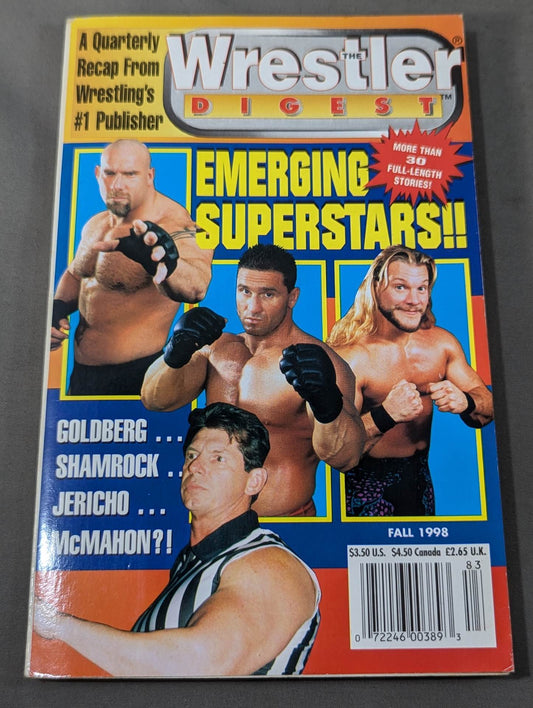 A Quarterly
Recap From
Wrestling's
#1 Publisher
THE
Wrestler®
DIGEST™
MORE THAN
30
FULL-LENGTH
STORIES!
EMERGING
SUPERSTARS!!
GOLDBERG ...
SHAMROCK ..
JERICHO ...
McMAHON?!
FALL 1998
$3.50 U.S. $4.50 Canada £2.65 U.K.
83
0 72246 00389 3